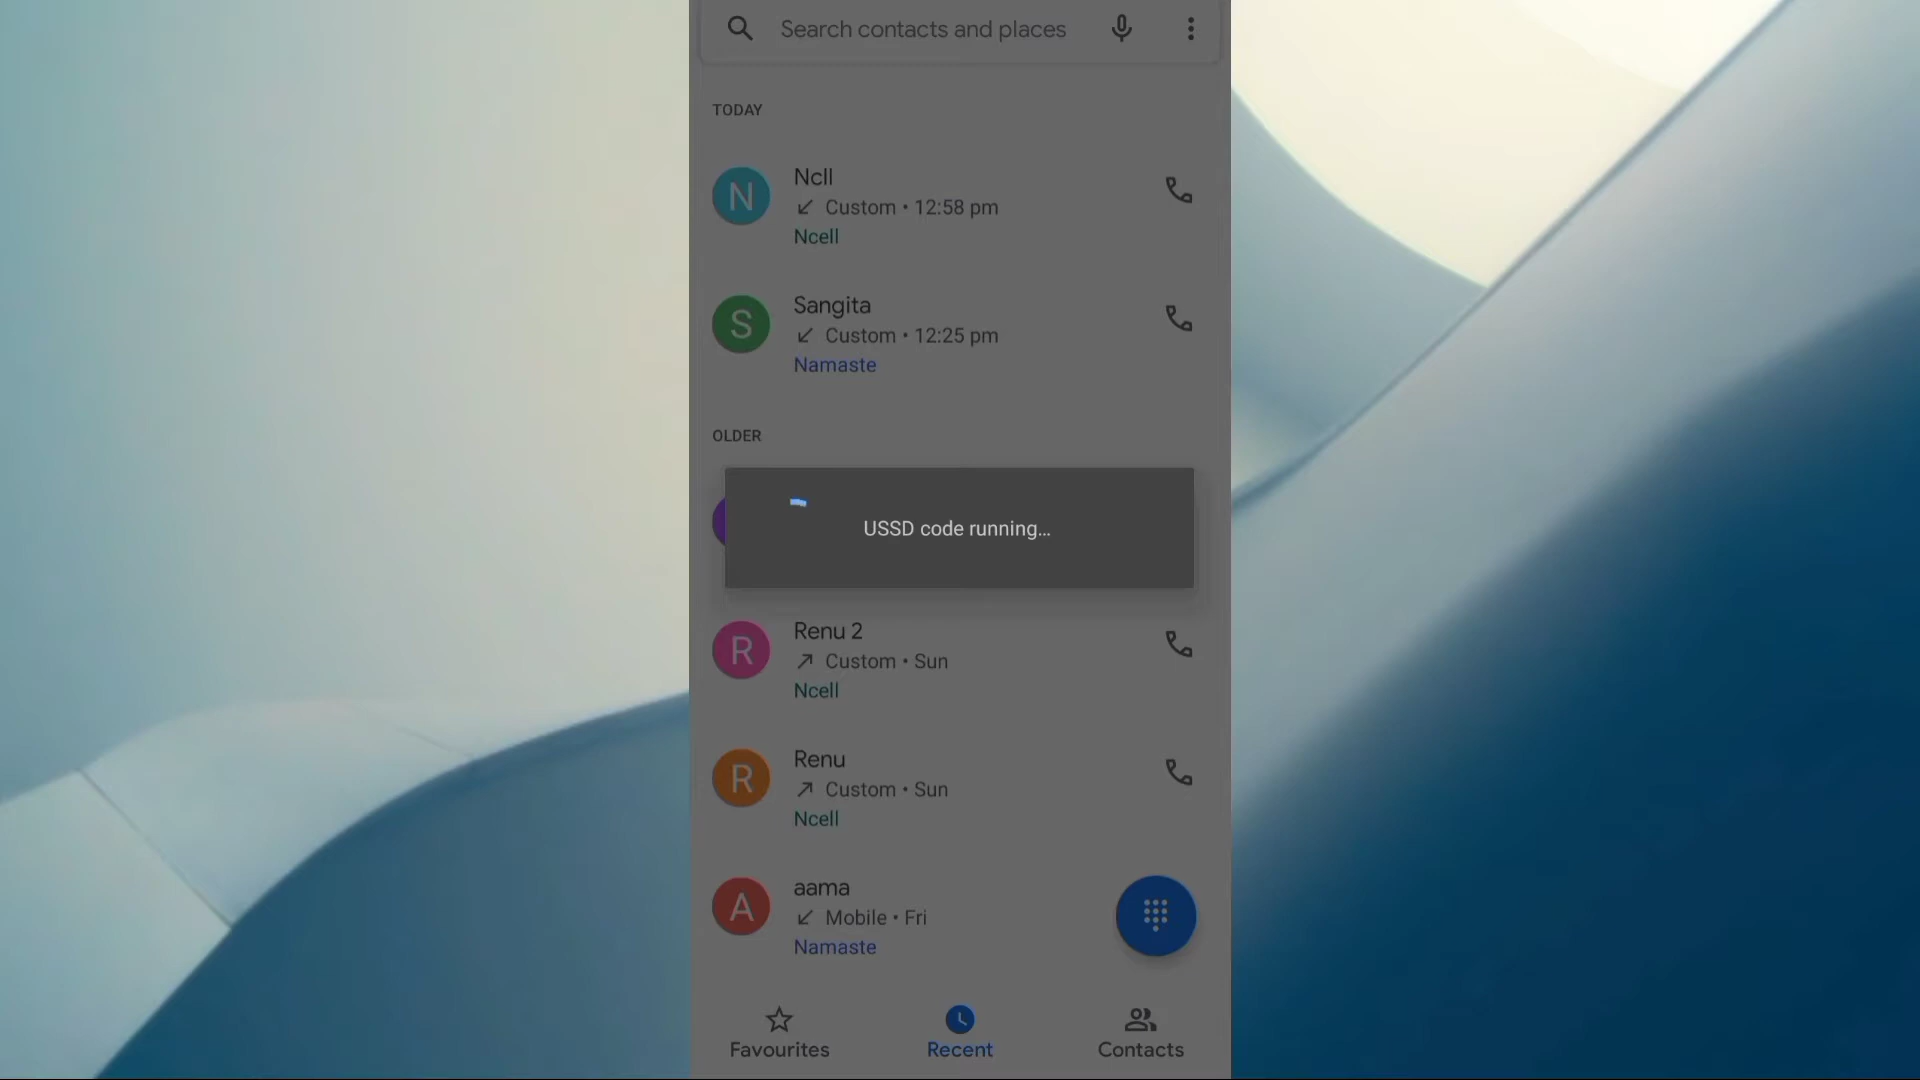 Search contacts and places
TODAY
N
Ncll
Custom • 12:58 pm
Ncell
S
Sangita
Custom • 12:25 pm
Namaste
OLDER
USSD code running...
R
Renu 2
Custom • Sun
Ncell
R
Renu
Custom • Sun
Ncell
A
aama
Mobile • Fri
Namaste
Favourites
Recent
Contacts